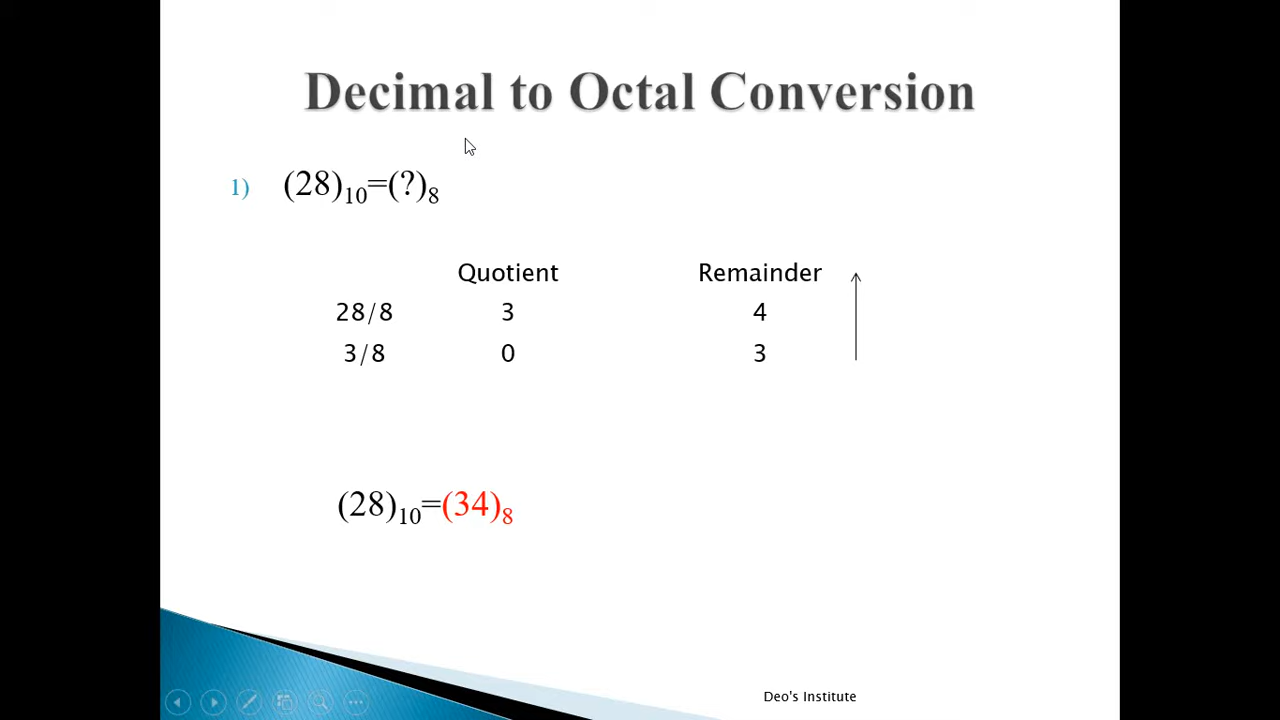 Decimal to Octal Conversion
1) (28)₁₀=(?)₈
Quotient Remainder
28/8 3 4
3/8 0 3
(28)₁₀=(34)₈
Deo's Institute